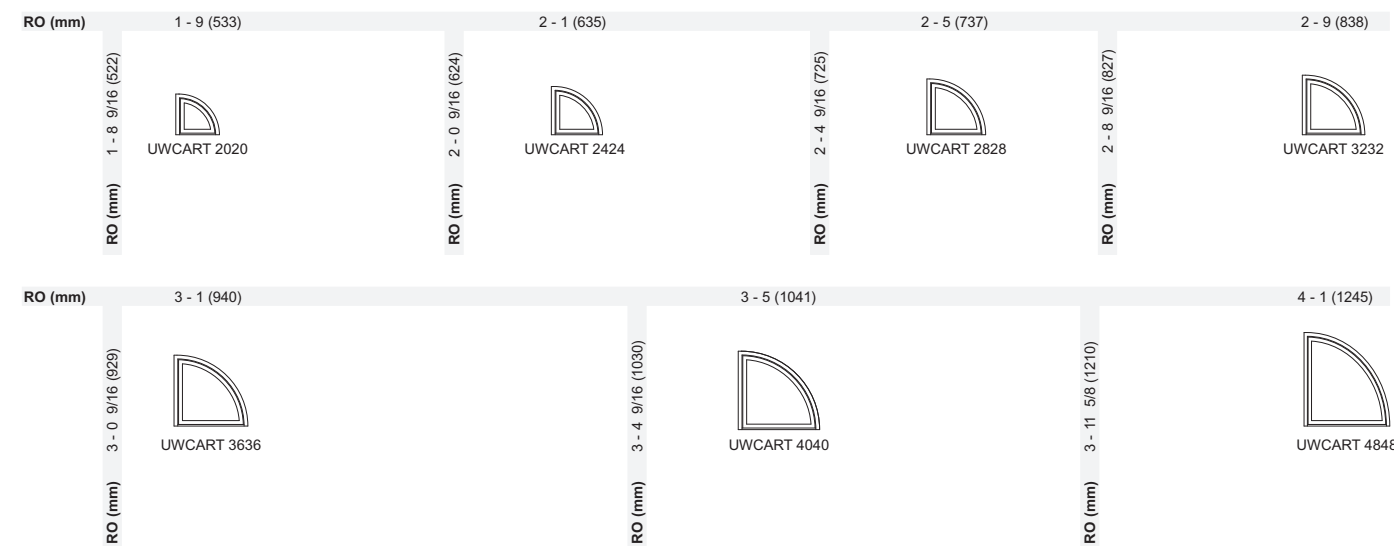 RO (mm) 1 - 9 (533) 2 - 1 (635) 2 - 5 (737) 2 - 9 (838)
RO (mm) 1 - 8 9/16 (522)
UWCART 2020
RO (mm) 2 - 0 9/16 (624)
UWCART 2424
RO (mm) 2 - 4 9/16 (725)
UWCART 2828
RO (mm) 2 - 8 9/16 (827)
UWCART 3232
RO (mm) 3 - 1 (940) 3 - 5 (1041) 4 - 1 (1245)
RO (mm) 3 - 0 9/16 (929)
UWCART 3636
RO (mm) 3 - 4 9/16 (1030)
UWCART 4040
RO (mm) 3 - 11 5/8 (1210)
UWCART 4848